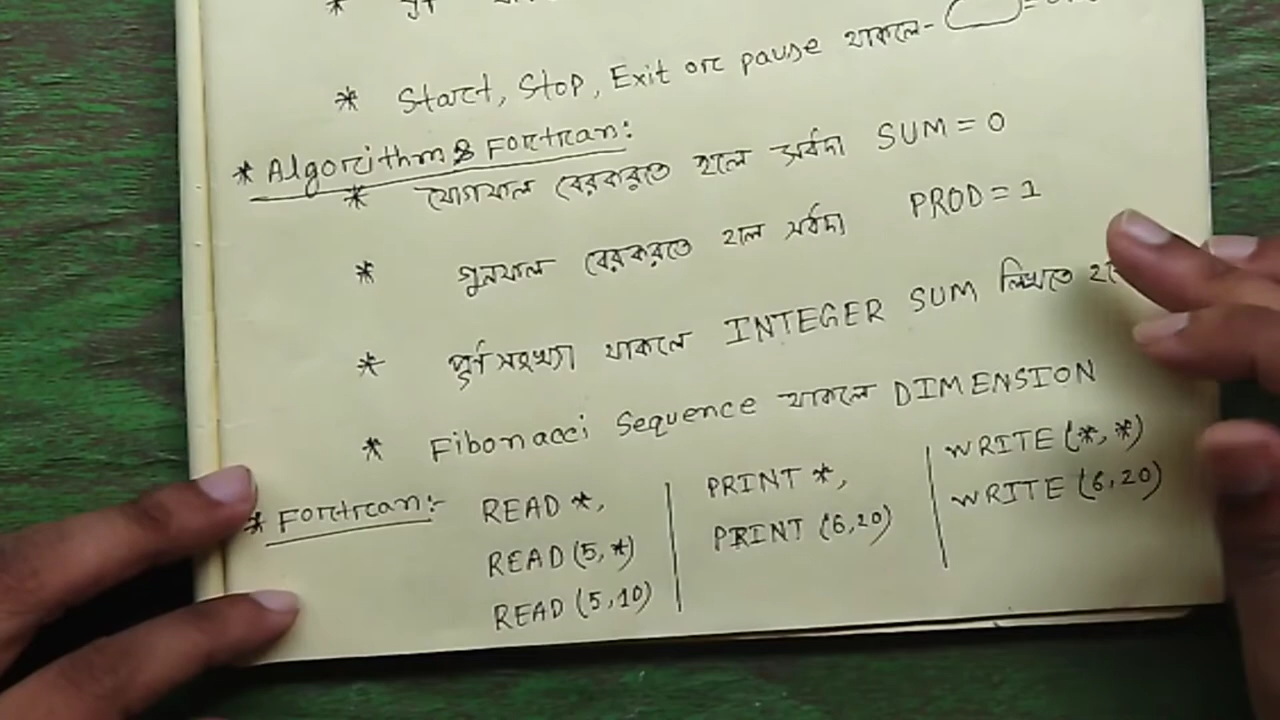 * Start, Stop, Exit or pause থাকলে-
* Algorithm & Fortran:
* যোগফল বেরকরতে হলে সর্বদা SUM = 0
* গুনফল বেরকরতে হলে সর্বদা PROD = 1
* পূর্ণ সংখ্যা থাকলে INTEGER SUM লিখতে
* Fibonacci Sequence থাকলে DIMENSION
* Fortran:- READ *, | PRINT *, | WRITE (*, *)
READ (5, *) | PRINT (6,20) | WRITE (6,20)
READ (5,10)